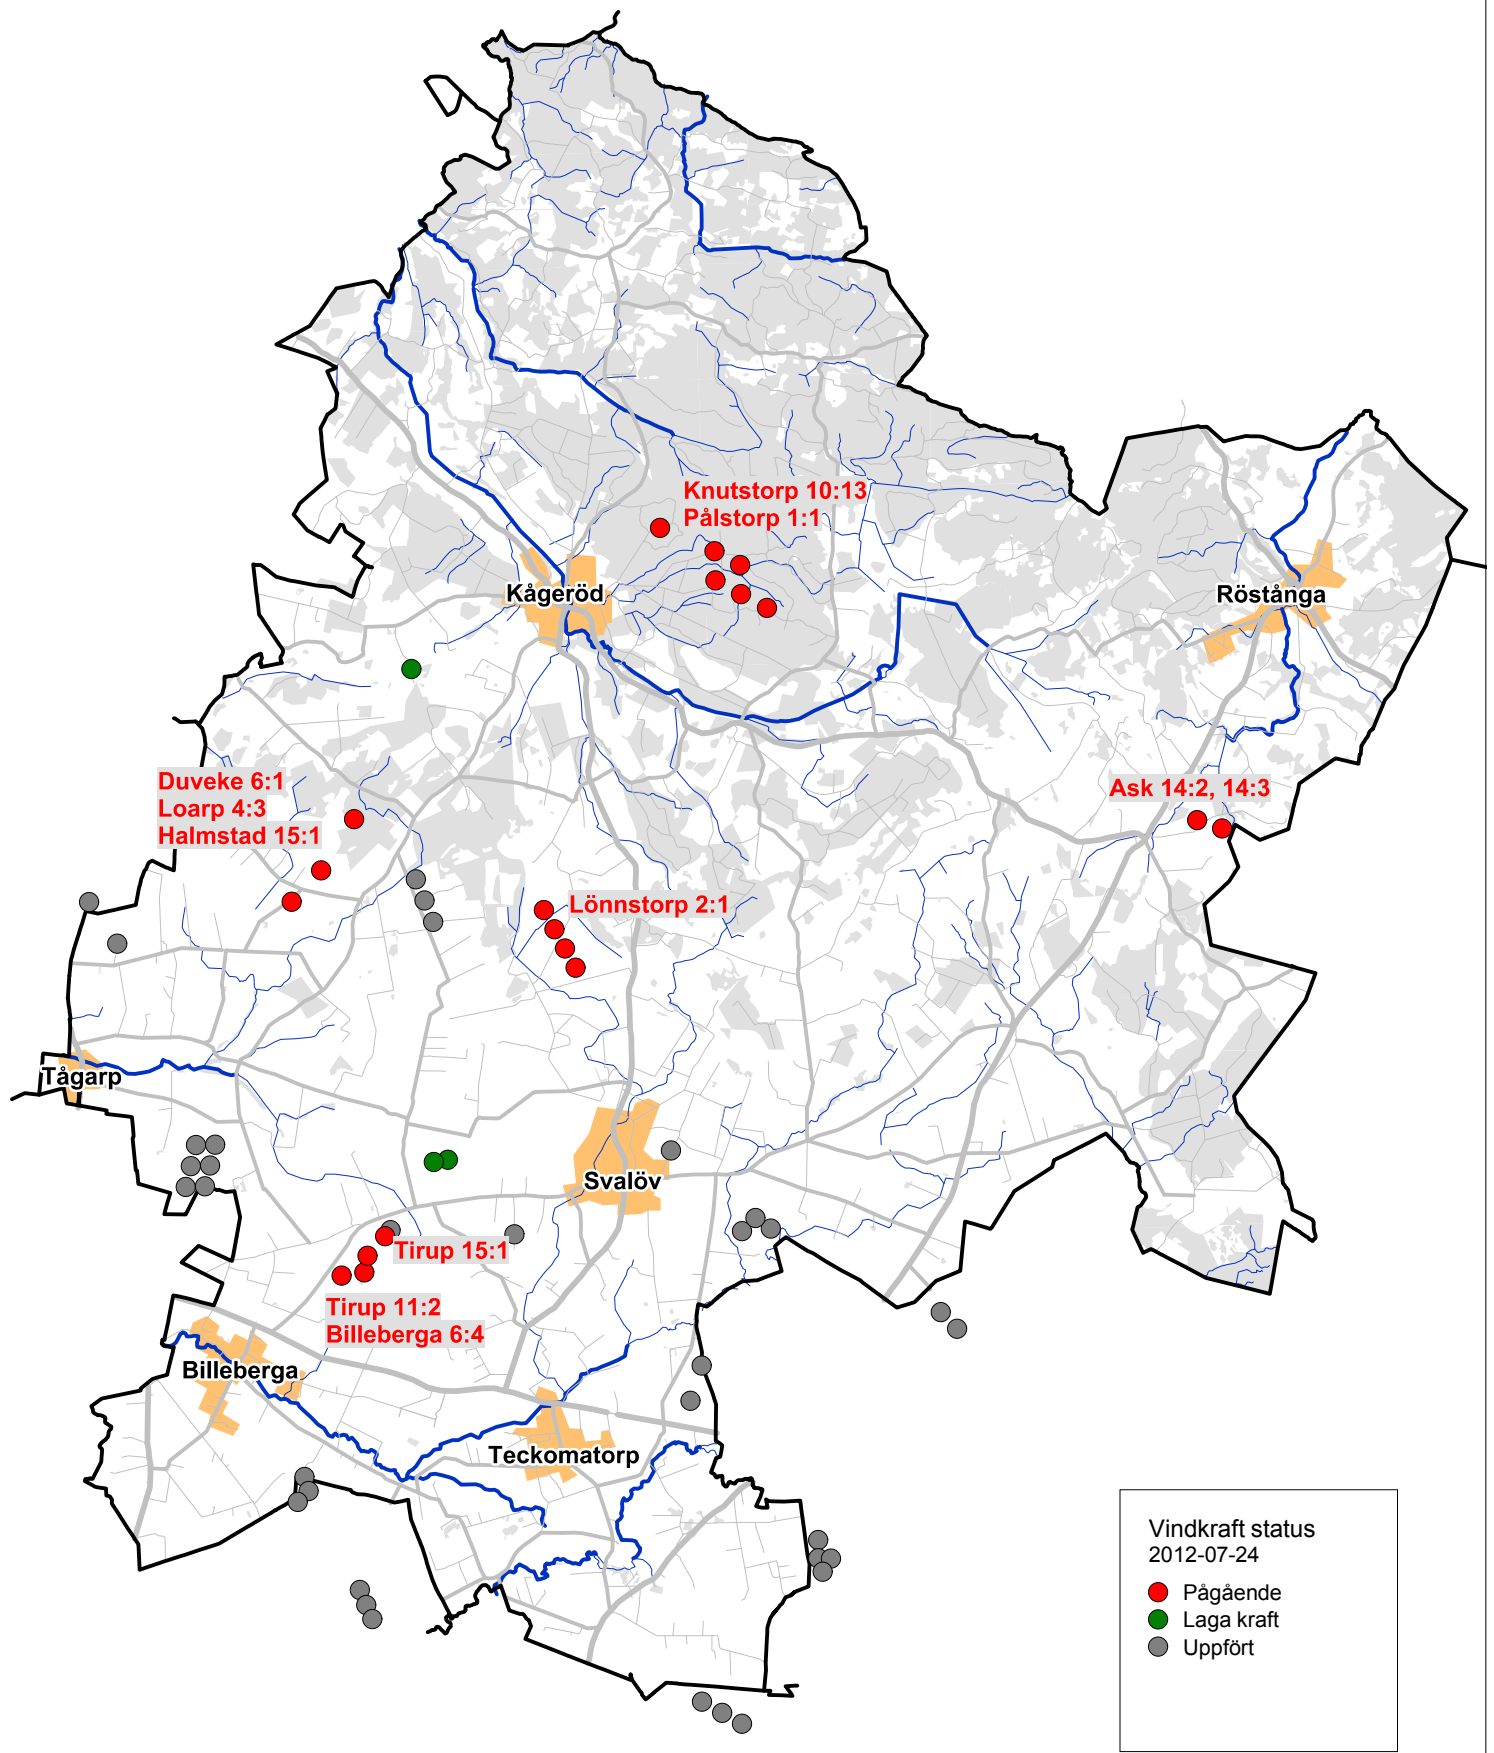 Knutstorp 10:13
Pålstorp 1:1
Kågeröd
Röstånga
Duveke 6:1
Loarp 4:3
Halmstad 15:1
Ask 14:2, 14:3
Lönnstorp 2:1
Tågarp
Svalöv
Tirup 15:1
Tirup 11:2
Billeberga 6:4
Billeberga
Teckomatorp
Vindkraft status
2012-07-24
Pågående
Laga kraft
Uppfört